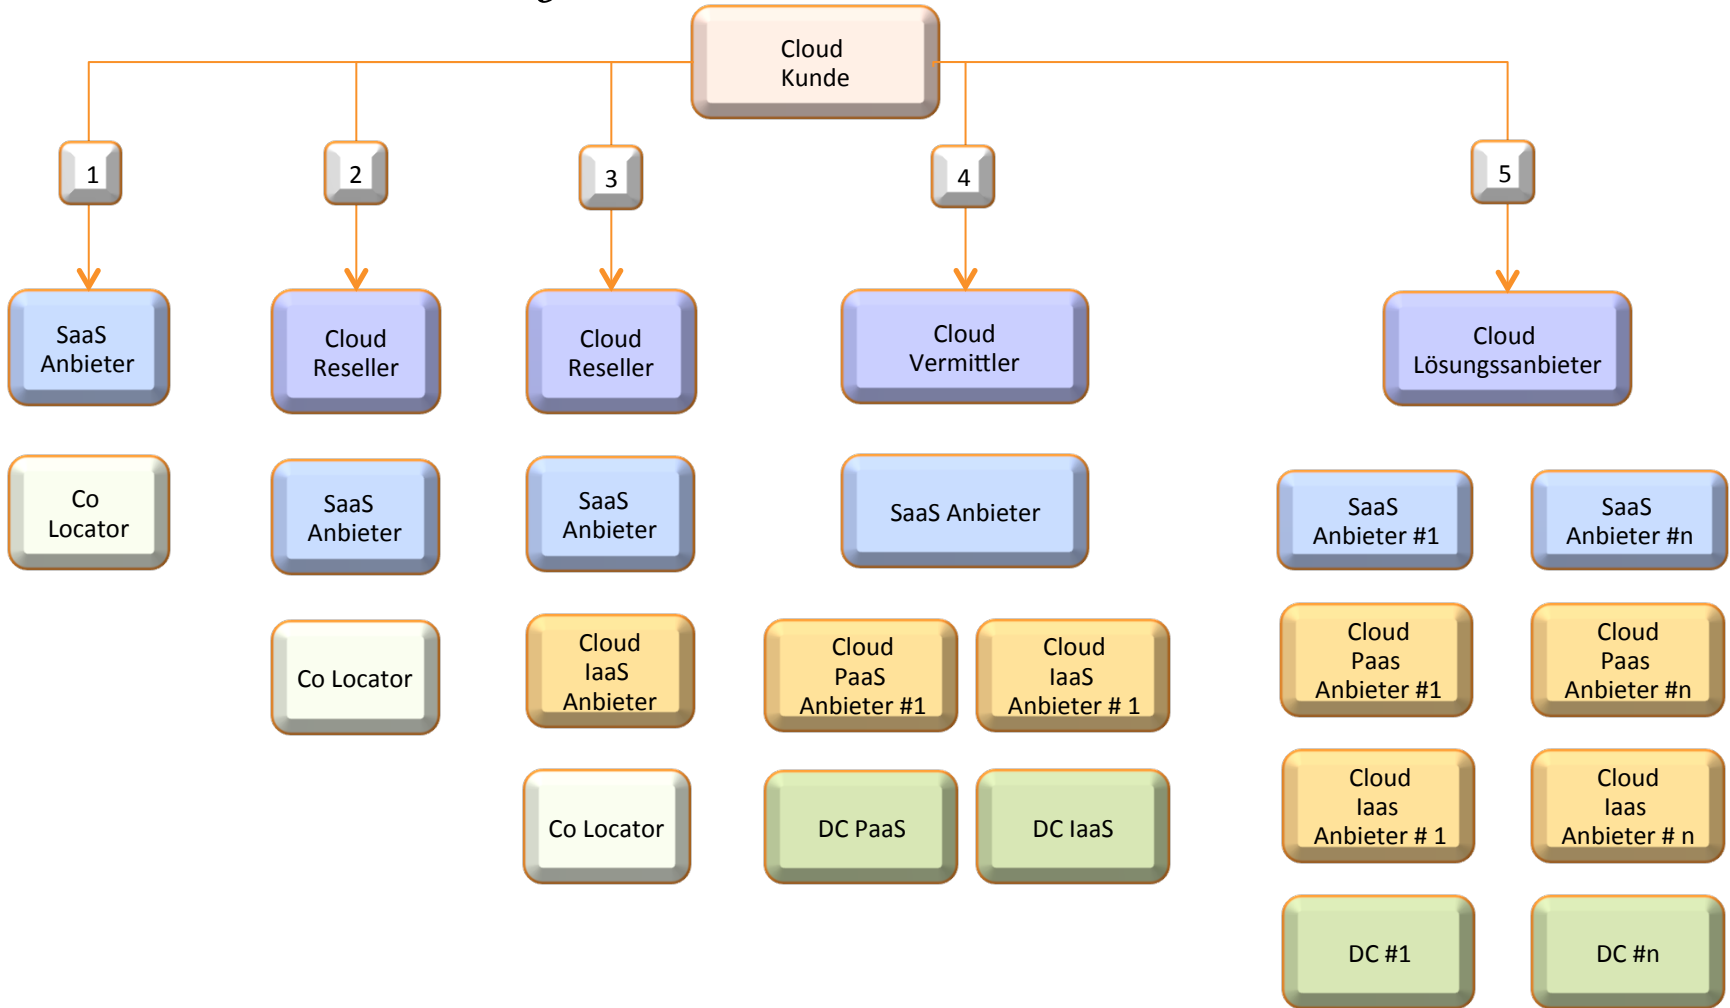 g
Cloud
Kunde
1
2
3
4
5
SaaS
Anbieter
Cloud
Reseller
Cloud
Reseller
Cloud
Vermittler
Cloud
Lösungssanbieter
Co
Locator
SaaS
Anbieter
SaaS
Anbieter
SaaS Anbieter
SaaS
Anbieter #1
SaaS
Anbieter #n
Co Locator
Cloud
IaaS
Anbieter
Cloud
PaaS
Anbieter #1
Cloud
IaaS
Anbieter # 1
Cloud
Paas
Anbieter #1
Cloud
Paas
Anbieter #n
Co Locator
DC PaaS
DC IaaS
Cloud
Iaas
Anbieter # 1
Cloud
Iaas
Anbieter # n
DC #1
DC #n